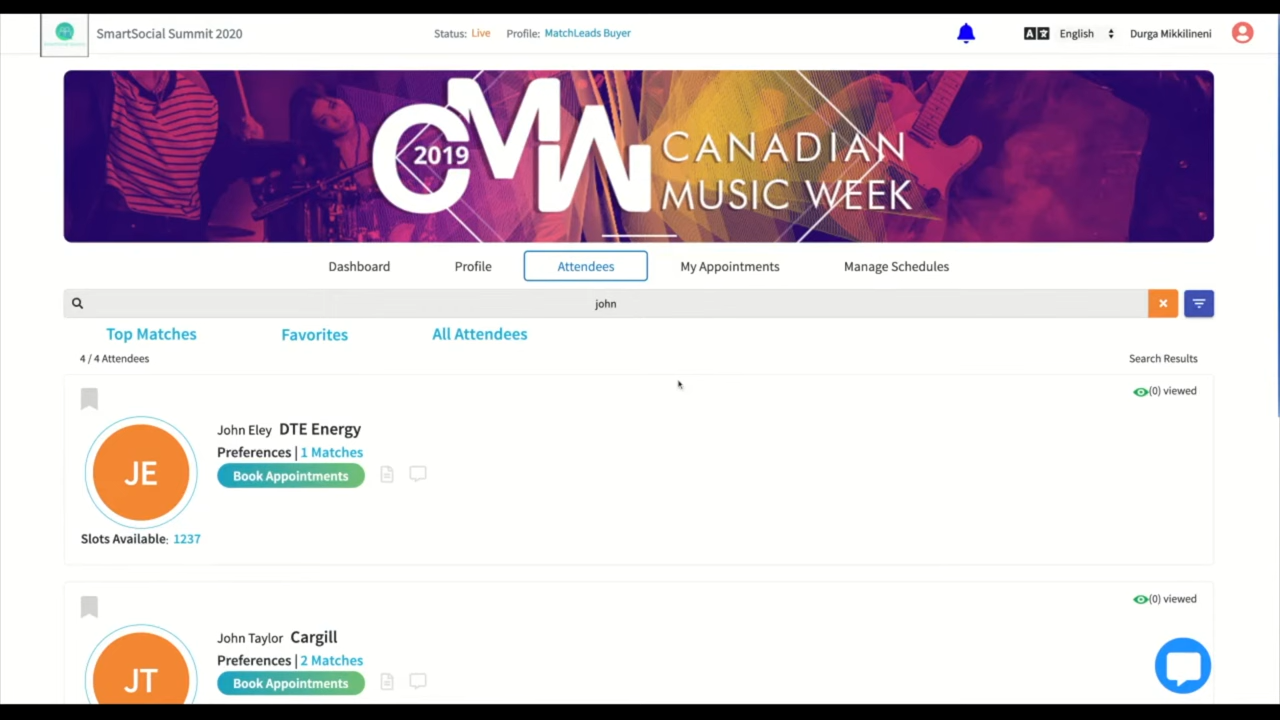 SmartSocial Summit 2020
Status: Live Profile: MatchLeads Buyer
English
Durga Mikkilineni
2019
CMW
CANADIAN
MUSIC WEEK
Dashboard
Profile
Attendees
My Appointments
Manage Schedules
john
Top Matches
Favorites
All Attendees
4 / 4 Attendees
Search Results
(0) viewed
JE
John Eley DTE Energy
Preferences | 1 Matches
Book Appointments
Slots Available: 1237
(0) viewed
JT
John Taylor Cargill
Preferences | 2 Matches
Book Appointments